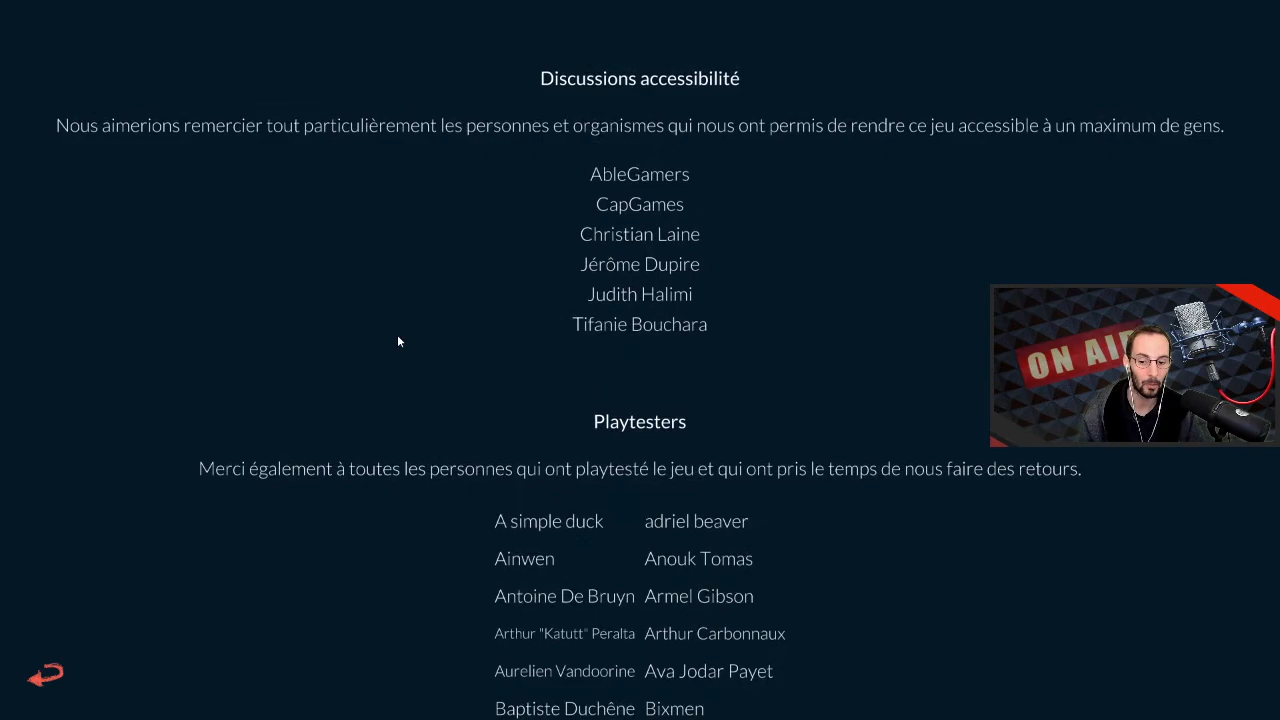 Discussions accessibilité
Nous aimerions remercier tout particulièrement les personnes et organismes qui nous ont permis de rendre ce jeu accessible à un maximum de gens.
AbleGamers
CapGames
Christian Laine
Jérôme Dupire
Judith Halimi
Tifanie Bouchara
ON AIR
Playtesters
Merci également à toutes les personnes qui ont playtesté le jeu et qui ont pris le temps de nous faire des retours.
A simple duck adriel beaver
Ainwen Anouk Tomas
Antoine De Bruyn Armel Gibson
Arthur "Katutt" Peralta Arthur Carbonnaux
Aurelien Vandoorine Ava Jodar Payet
Baptiste Duchêne Bixmen